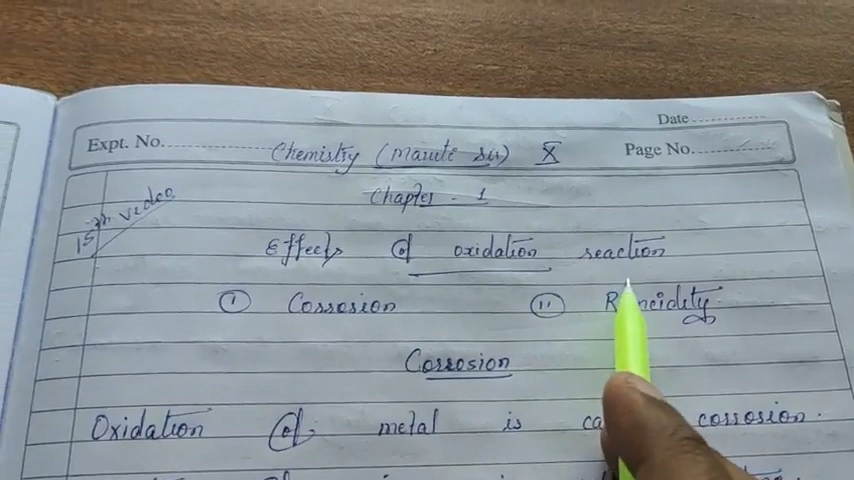 Date
Expt. No. Chemistry (Maruti sir) X Page No.
15th video
Chapter - 1
Effects of oxidation reaction
(i) Corrosion (ii) Rancidity
Corrosion
Oxidation of metal is corrosion.